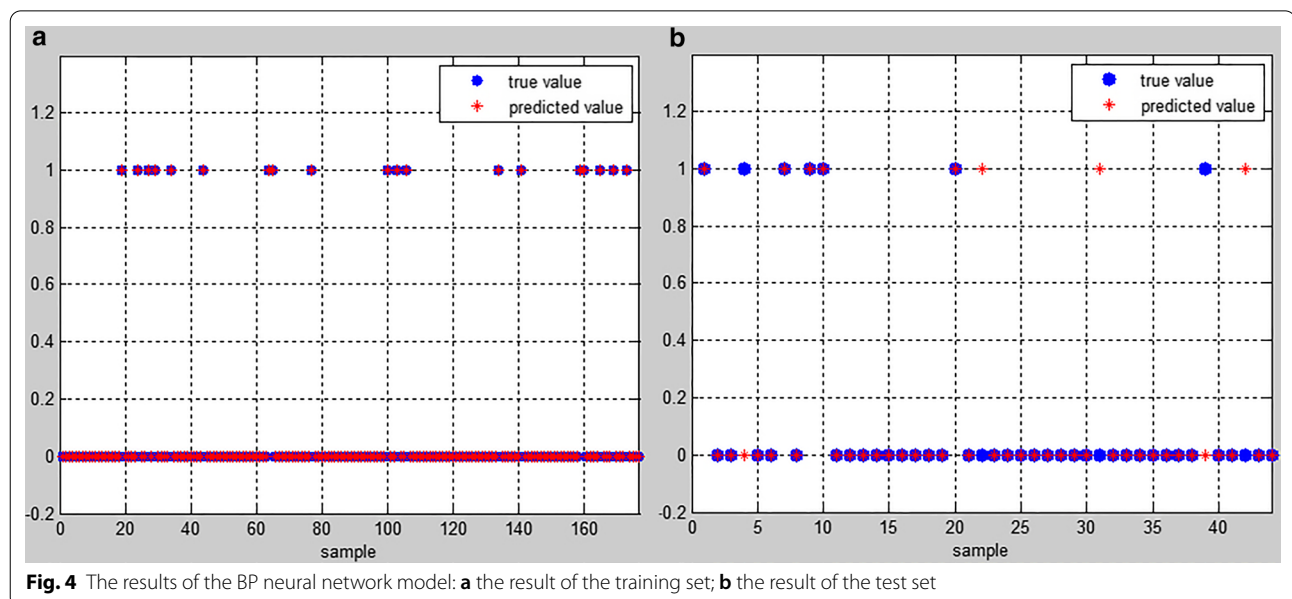 a
1.2
1
0.8
0.6
0.4
0.2
0
-0.2
0 20 40 60 80 100 120 140 160
sample
true value
predicted value
b
1.2
1
0.8
0.6
0.4
0.2
0
-0.2
0 5 10 15 20 25 30 35 40
sample
true value
predicted value
Fig. 4 The results of the BP neural network model: a the result of the training set; b the result of the test set